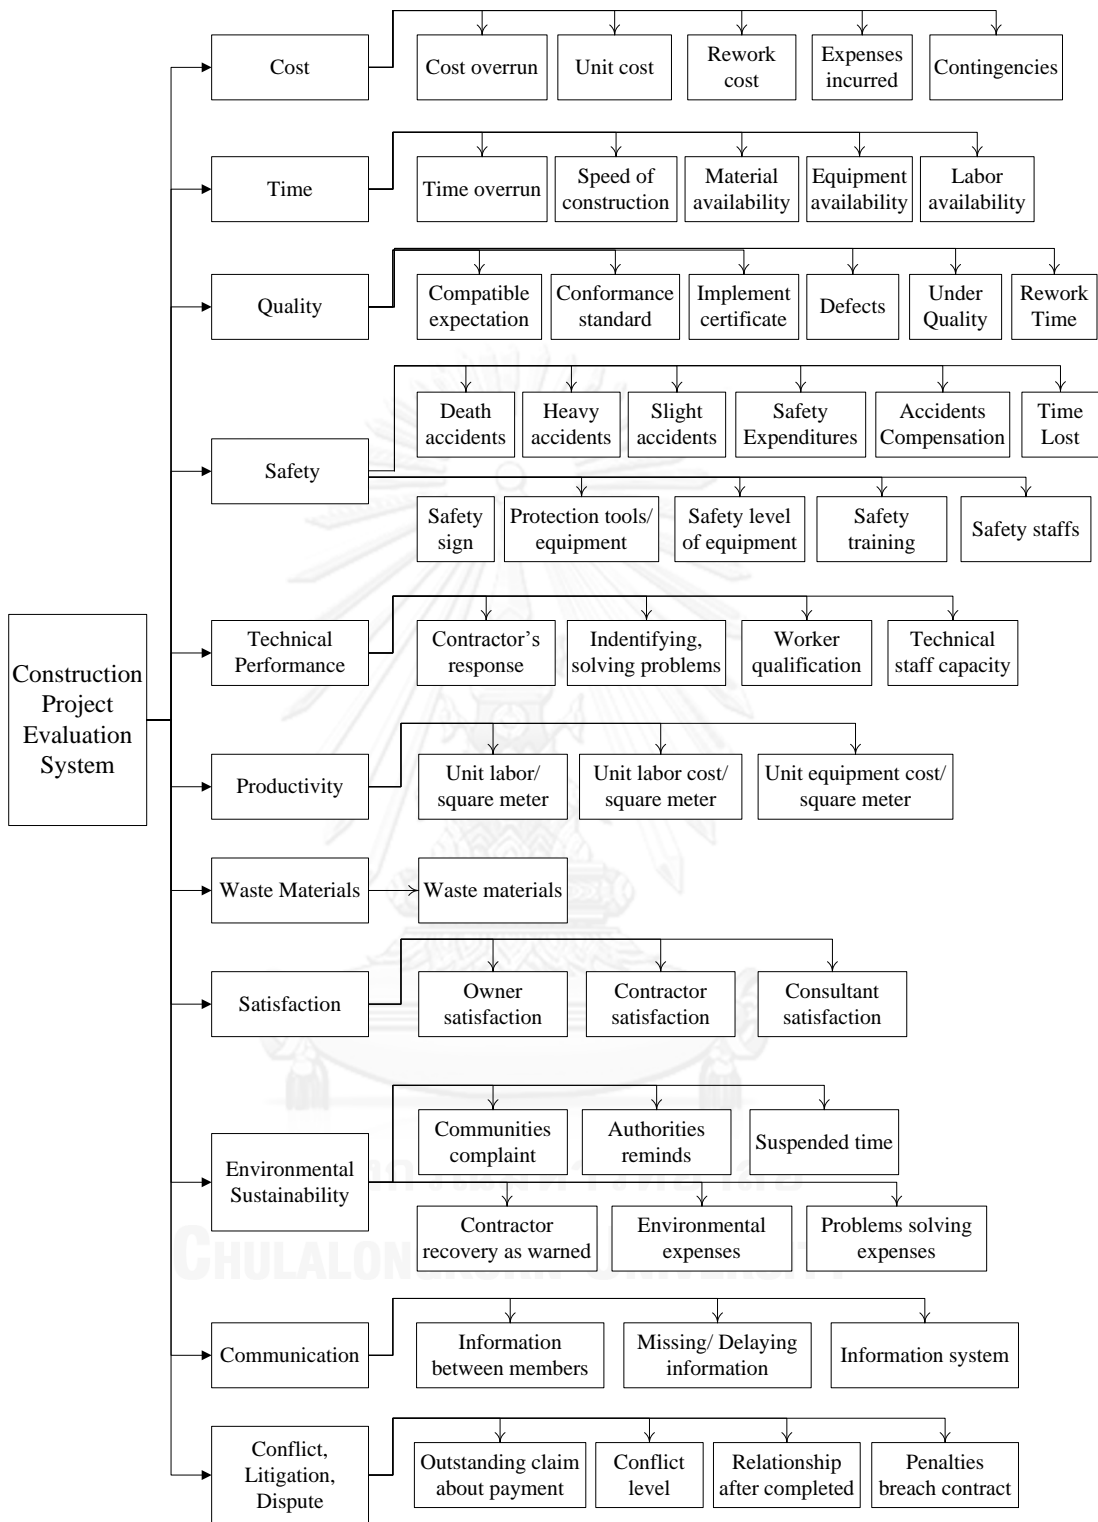 Construction
Project
Evaluation
System
Cost
Cost overrun
Unit cost
Rework
cost
Expenses
incurred
Contingencies
Time
Time overrun
Speed of
construction
Material
availability
Equipment
availability
Labor
availability
Quality
Compatible
expectation
Conformance
standard
Implement
certificate
Defects
Under
Quality
Rework
Time
Safety
Death
accidents
Heavy
accidents
Slight
accidents
Safety
Expenditures
Accidents
Compensation
Time
Lost
Safety
sign
Protection tools/
equipment
Safety level
of equipment
Safety
training
Safety staffs
Technical
Performance
Contractor’s
response
Indentifying,
solving problems
Worker
qualification
Technical
staff capacity
Productivity
Unit labor/
square meter
Unit labor cost/
square meter
Unit equipment cost/
square meter
Waste Materials
Waste materials
Satisfaction
Owner
satisfaction
Contractor
satisfaction
Consultant
satisfaction
Environmental
Sustainability
Communities
complaint
Authorities
reminds
Suspended time
Contractor
recovery as warned
Environmental
expenses
Problems solving
expenses
CHULALONGKORN UNIVERSITY
Communication
Information
between members
Missing/ Delaying
information
Information system
Conflict,
Litigation,
Dispute
Outstanding claim
about payment
Conflict
level
Relationship
after completed
Penalties
breach contract